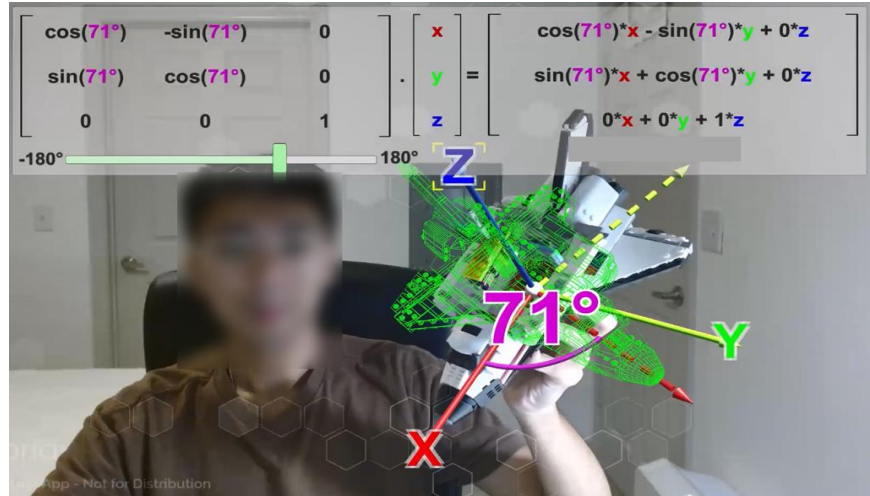 cos(71°) -sin(71°) 0 x cos(71°)*x - sin(71°)*y + 0*z
sin(71°) cos(71°) 0 . y = sin(71°)*x + cos(71°)*y + 0*z
0 0 1 z 0*x + 0*y + 1*z
-180° 180°
Z
71°
Y
X
App - Not for Distribution